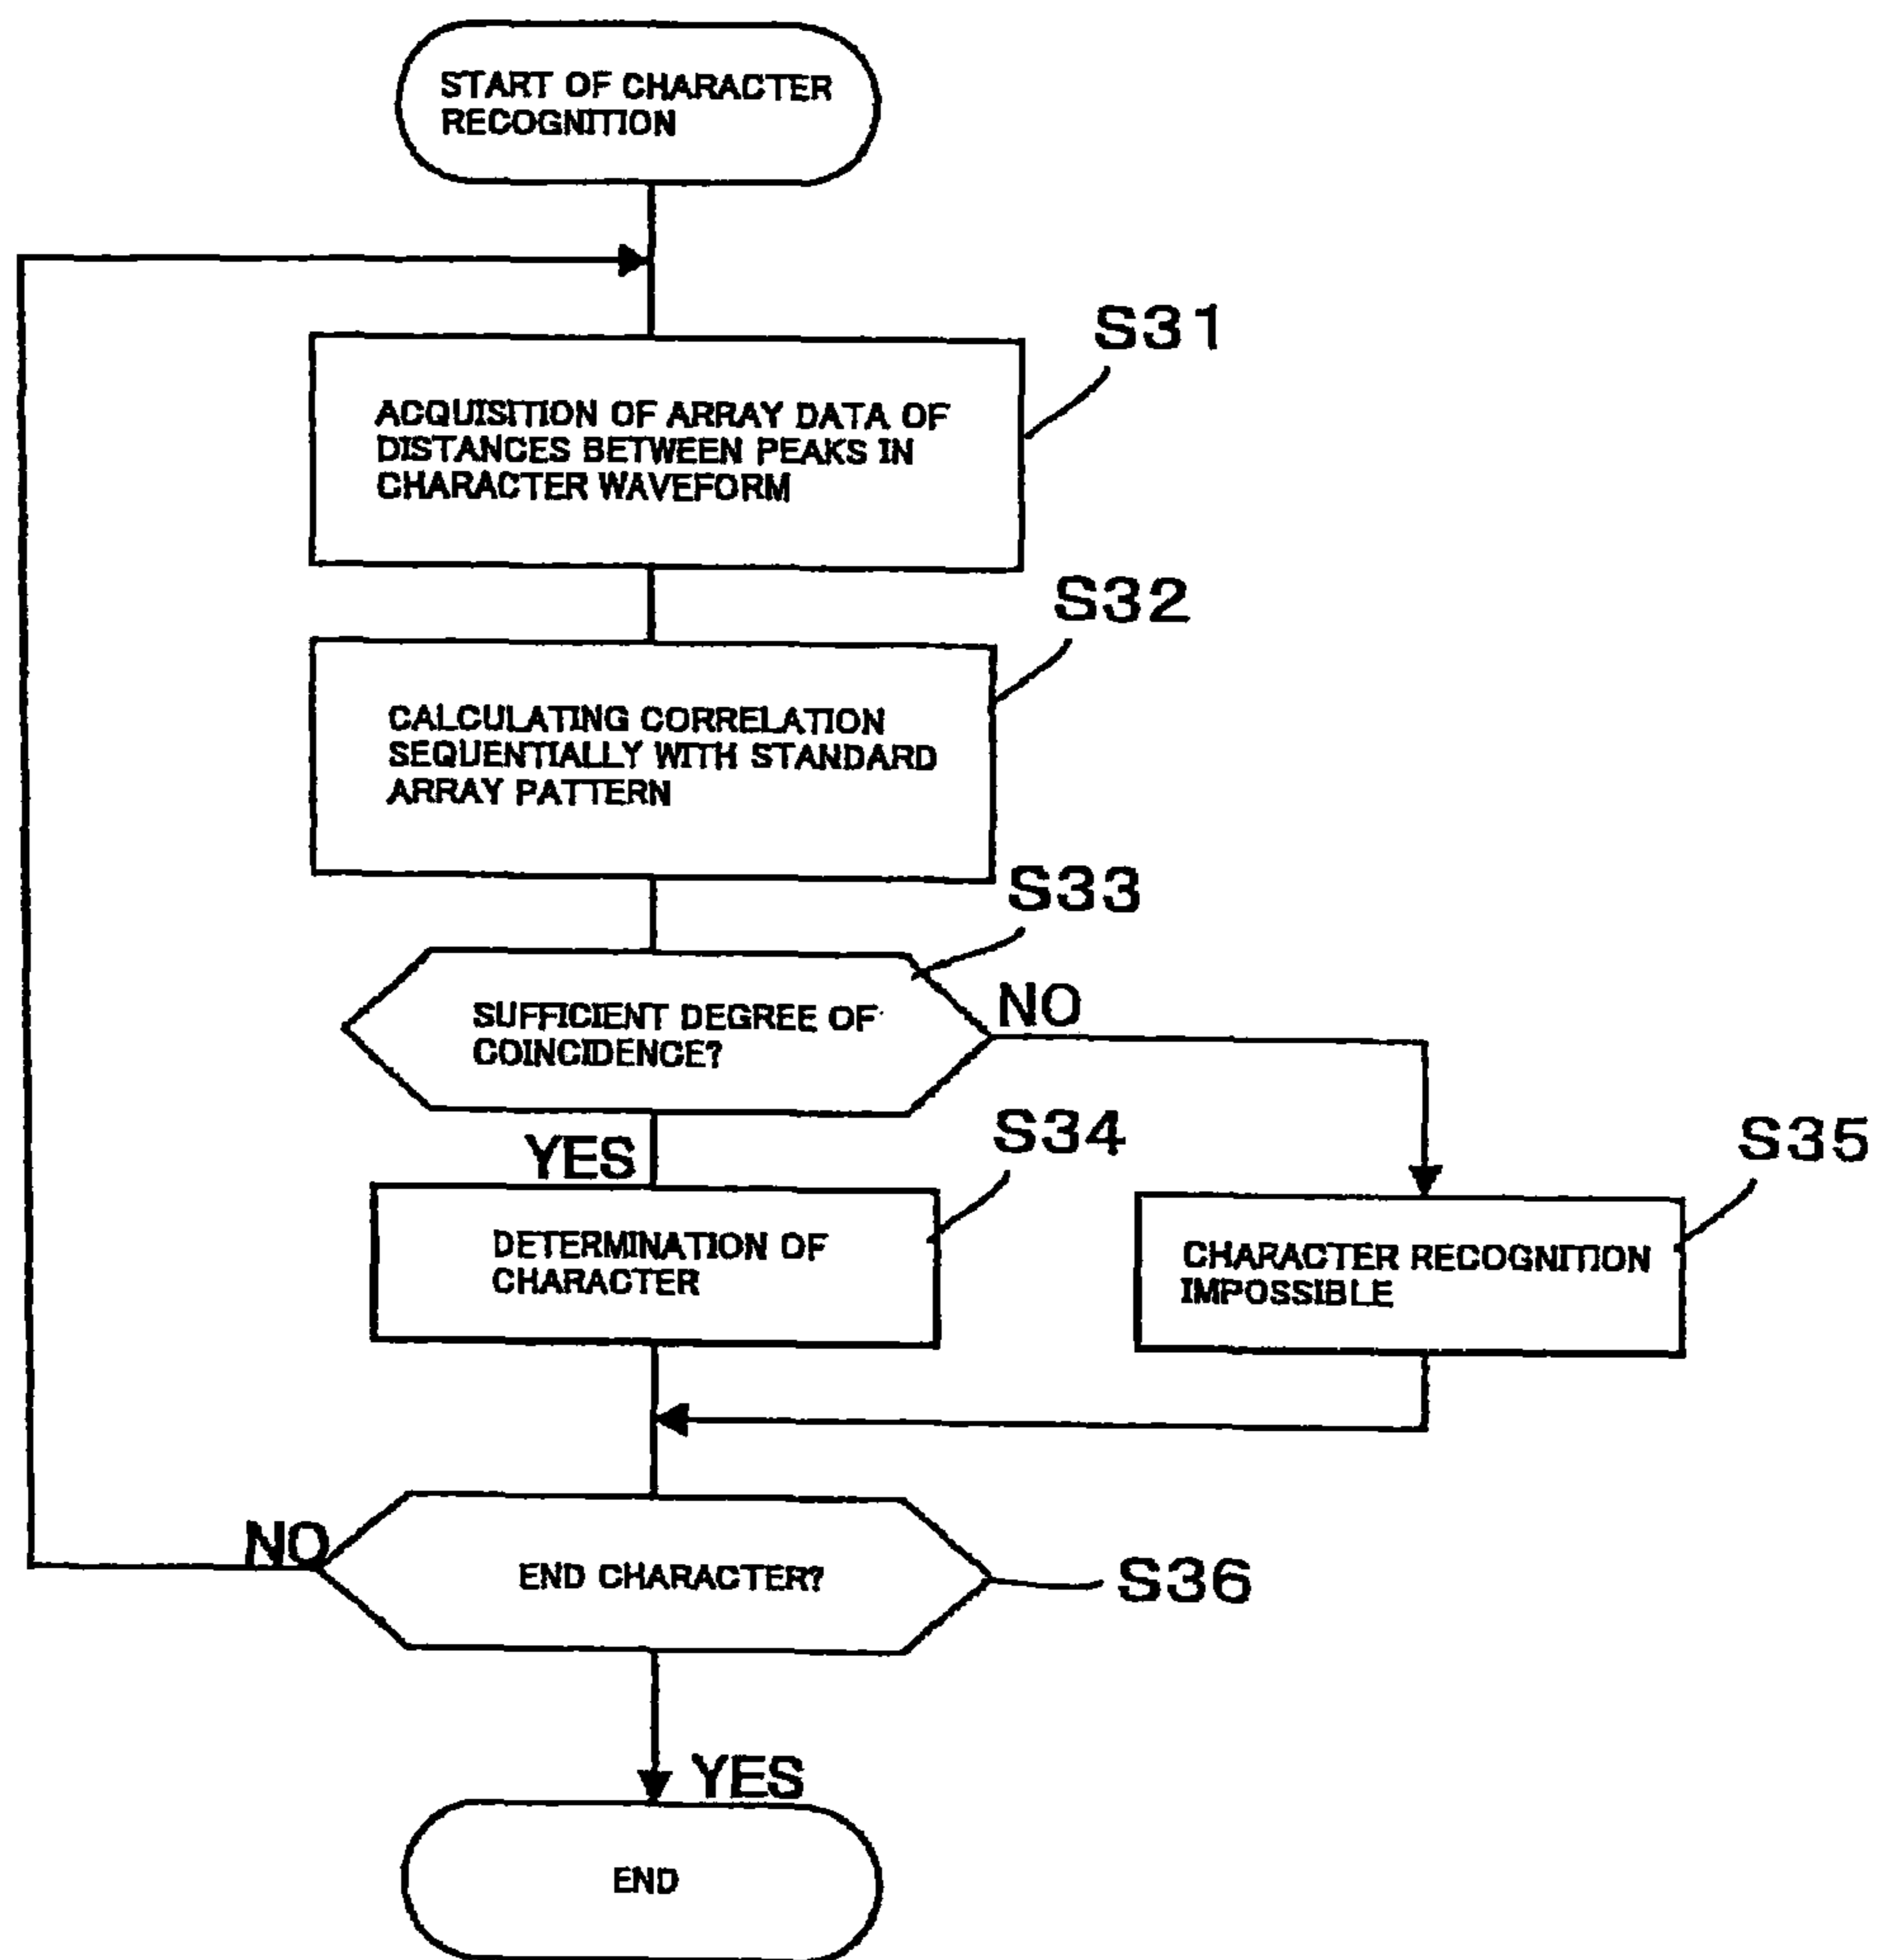 START OF CHARACTER
RECOGNITION
S31
ACQUISITION OF ARRAY DATA OF
DISTANCES BETWEEN PEAKS IN
CHARACTER WAVEFORM
S32
CALCULATING CORRELATION
SEQUENTIALLY WITH STANDARD
ARRAY PATTERN
S33
SUFFICIENT DEGREE OF
COINCIDENCE?
NO
YES
S34
DETERMINATION OF
CHARACTER
S35
CHARACTER RECOGNITION
IMPOSSIBLE
NO
END CHARACTER?
S36
YES
END